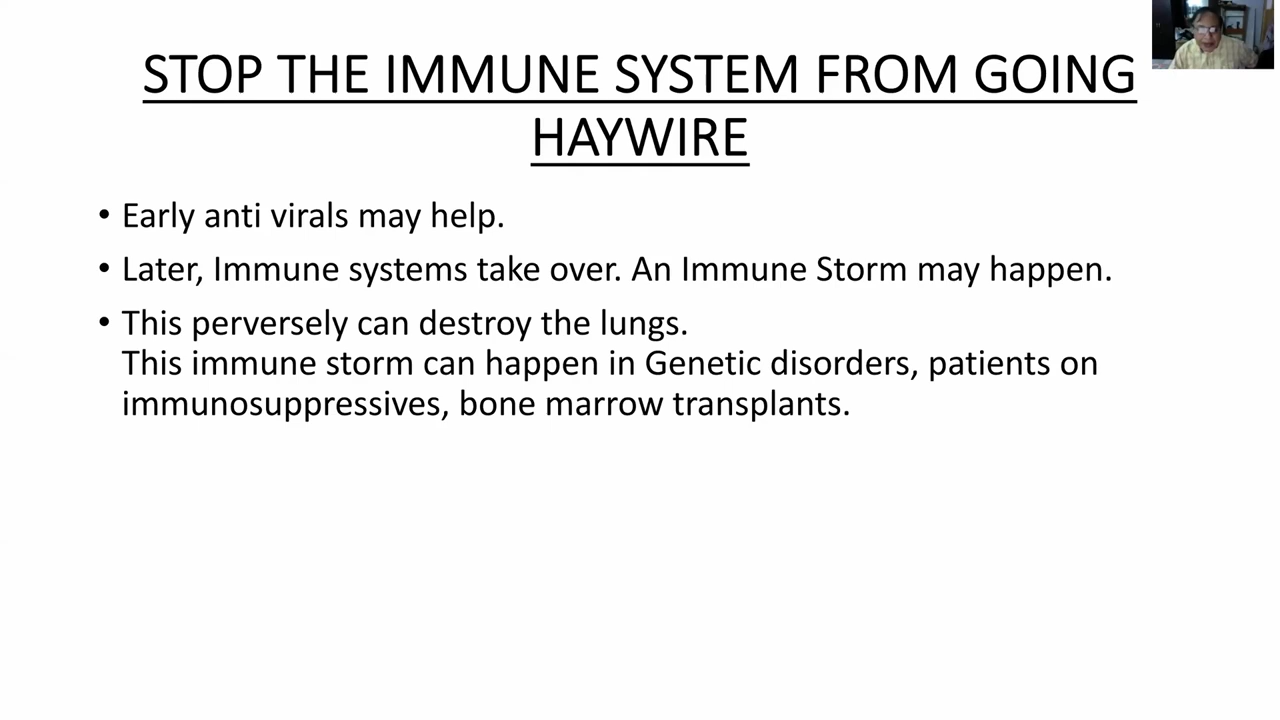 STOP THE IMMUNE SYSTEM FROM GOING
HAYWIRE
• Early anti virals may help.
• Later, Immune systems take over. An Immune Storm may happen.
• This perversely can destroy the lungs.
This immune storm can happen in Genetic disorders, patients on
immunosuppressives, bone marrow transplants.